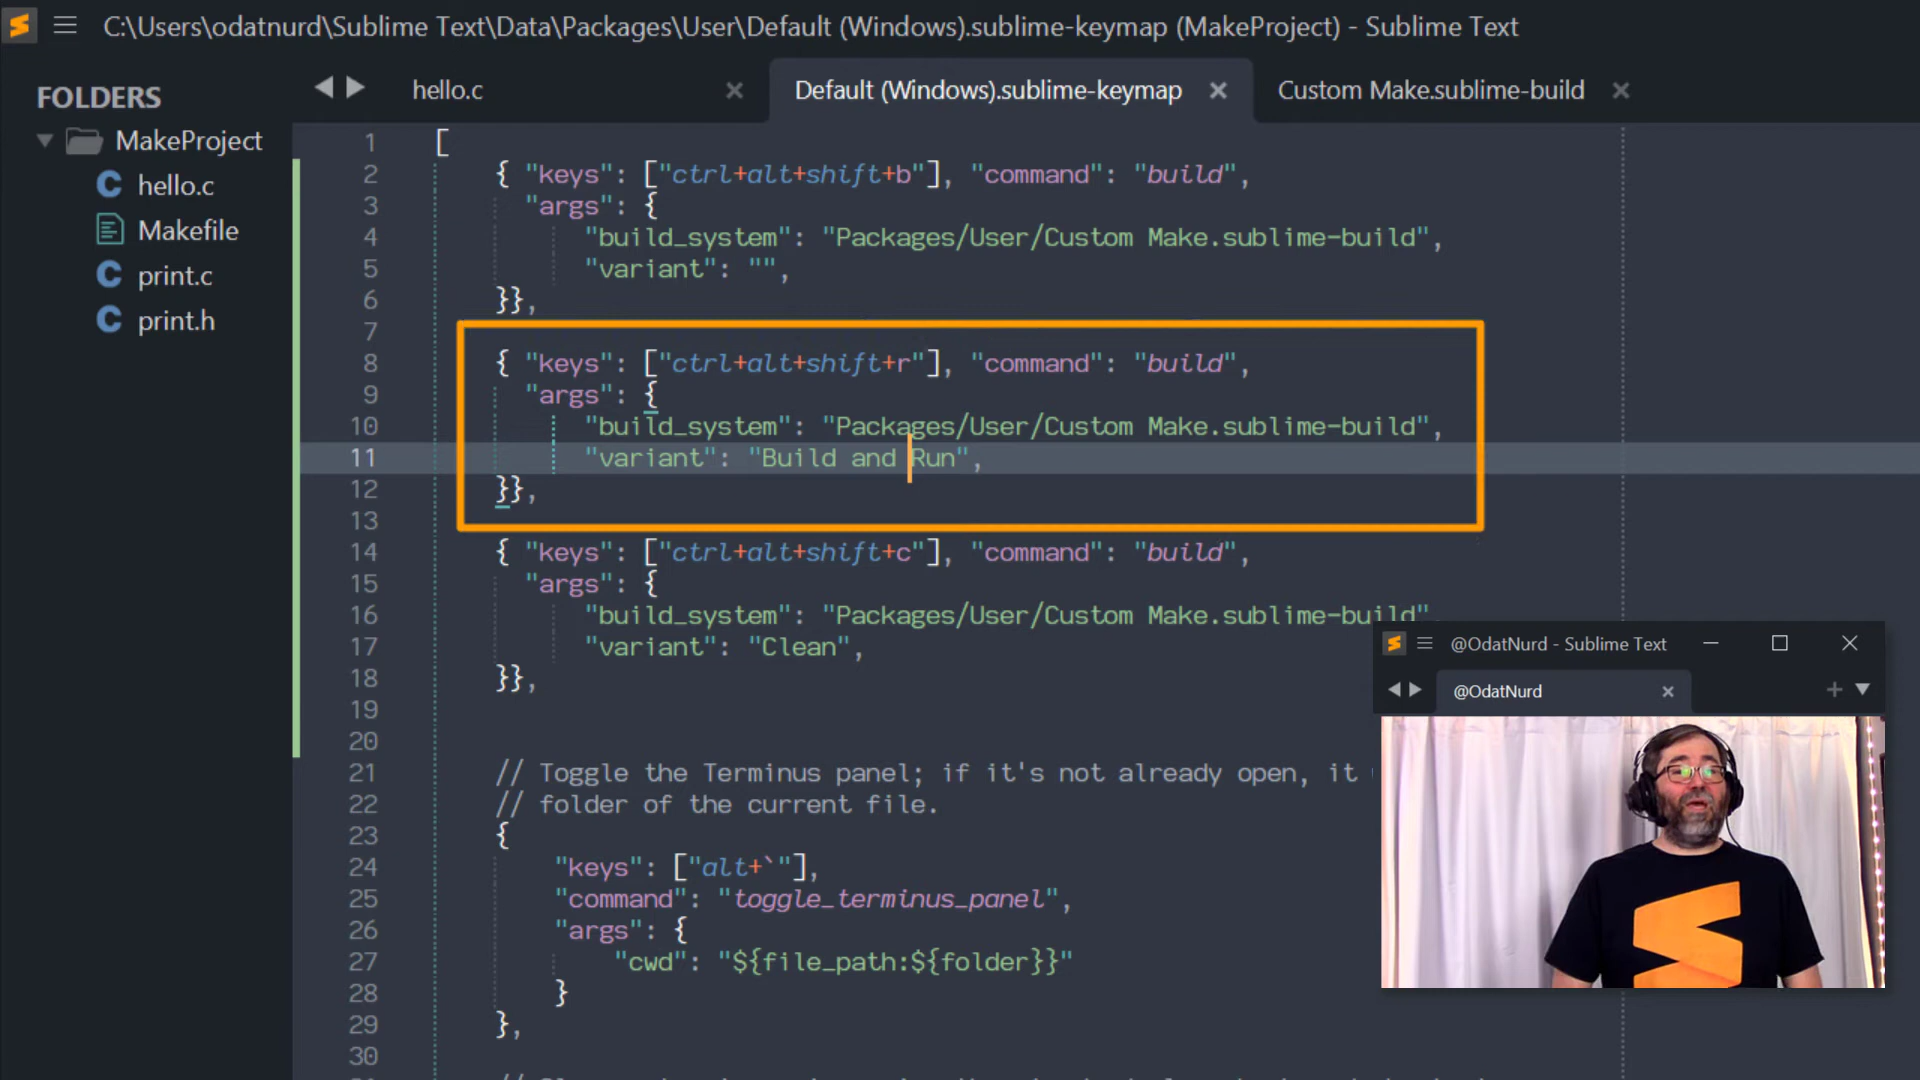 C:\Users\odatnurd\Sublime Text\Data\Packages\User\Default (Windows).sublime-keymap (MakeProject) - Sublime Text
FOLDERS
MakeProject
hello.c
Makefile
print.c
print.h
hello.c
Default (Windows).sublime-keymap
Custom Make.sublime-build
1 [
2 { "keys": ["ctrl+alt+shift+b"], "command": "build",
3 "args": {
4 "build_system": "Packages/User/Custom Make.sublime-build",
5 "variant": "",
6 }},
7
8 { "keys": ["ctrl+alt+shift+r"], "command": "build",
9 "args": {
10 "build_system": "Packages/User/Custom Make.sublime-build",
11 "variant": "Build and Run",
12 }},
13
14 { "keys": ["ctrl+alt+shift+c"], "command": "build",
15 "args": {
16 "build_system": "Packages/User/Custom Make.sublime-build"
17 "variant": "Clean",
18 }},
19
20
21 // Toggle the Terminus panel; if it's not already open, it
22 // folder of the current file.
23 {
24 "keys": ["alt+`"],
25 "command": "toggle_terminus_panel",
26 "args": {
27 "cwd": "${file_path:${folder}}"
28 }
29 },
30
@OdatNurd - Sublime Text
@OdatNurd